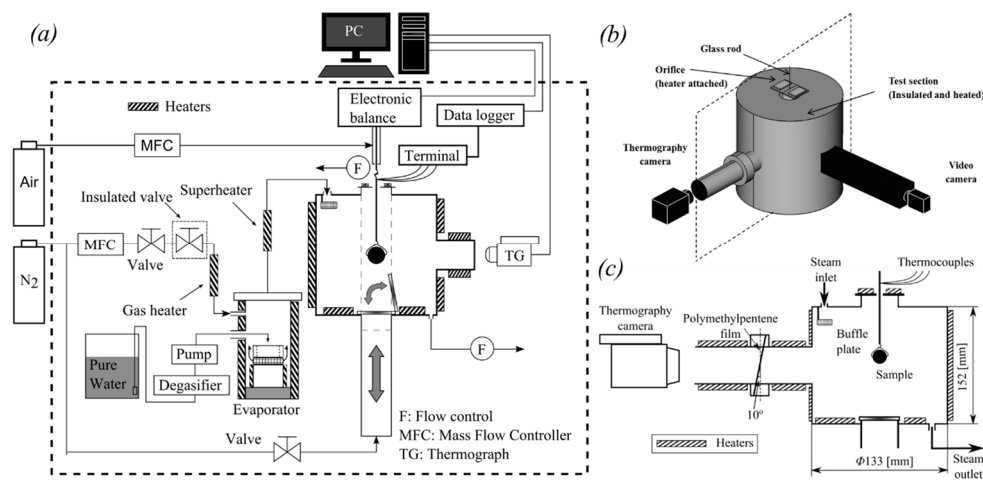 (a)
PC
Heaters
Electronic
balance
Data logger
Terminal
MFC
Air
F
Superheater
Insulated valve
N2
MFC
Valve
TG
Gas heater
Pump
Pure
Water
Degasifier
F
Evaporator
Valve
F: Flow control
MFC: Mass Flow Controller
TG: Thermograph
(b)
Glass rod
Orifice
(heater attached)
Test section
(Insulated and heated)
Thermography
camera
Video
camera
(c)
Steam
inlet
Thermocouples
Thermography
camera
Polymethylpentene
film
Buffle
plate
Sample
152 [mm]
10°
Heaters
Φ133 [mm]
Steam
outlet